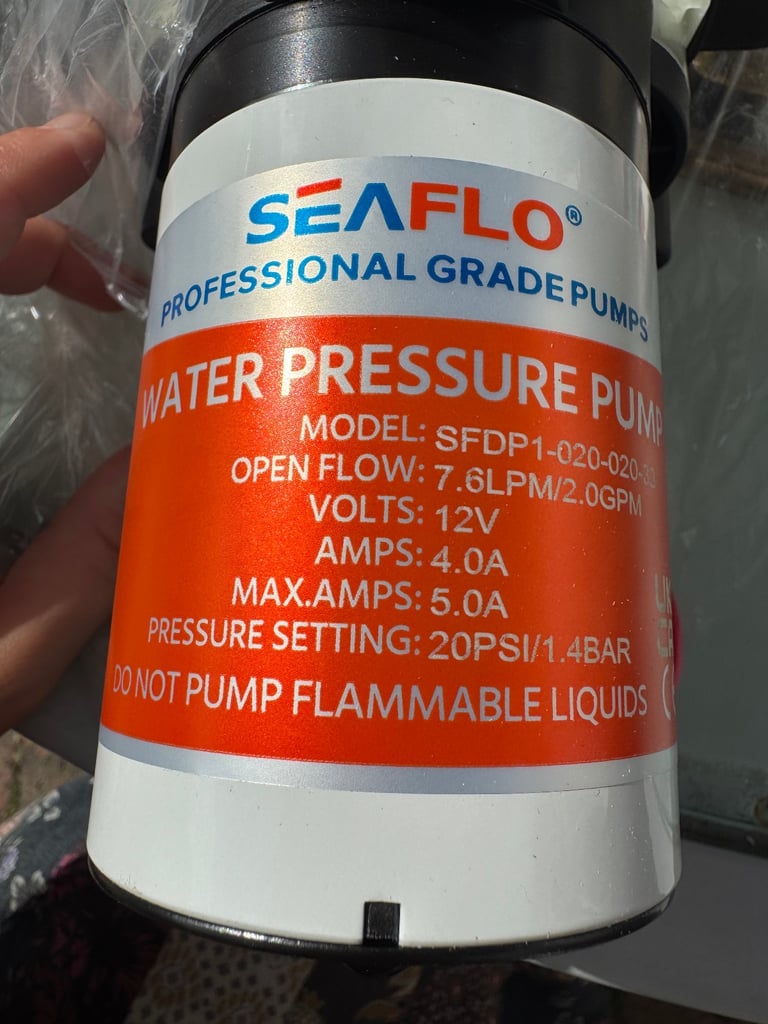 SEAFLO®
PROFESSIONAL GRADE PUMPS
WATER PRESSURE PUMP
MODEL: SFDP1-020-020-33
OPEN FLOW: 7.6LPM/2.0GPM
VOLTS: 12V
AMPS: 4.0A
MAX.AMPS: 5.0A
PRESSURE SETTING: 20PSI/1.4BAR
DO NOT PUMP FLAMMABLE LIQUIDS